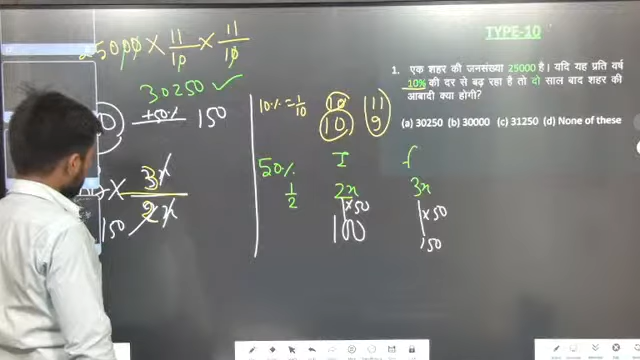 TYPE-10
25000 × 11/10 × 11/10
30250 ✓
+50% 150
× 3x/2x
150
10% = 1/10
10 11
10 9
50% I f
1/2 2x 3x
×50 ×50
100 150
1. एक शहर की जनसंख्या 25000 है। यदि यह प्रति वर्ष
10% की दर से बढ़ रहा है तो दो साल बाद शहर की
आबादी क्या होगी?
(a) 30250 (b) 30000 (c) 31250 (d) None of these